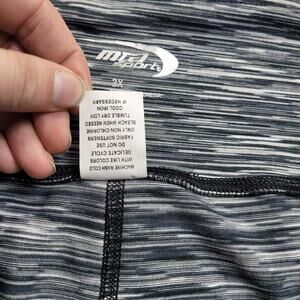 mta
sport
3X
MACHINE WASH COLD
WITH LIKE COLORS
DELICATE CYCLE
DO NOT USE
FABRIC SOFTENERS
ONLY NON-CHLORINE
BLEACH WHEN NEEDED
TUMBLE DRY LOW
COOL IRON
IF NECESSARY